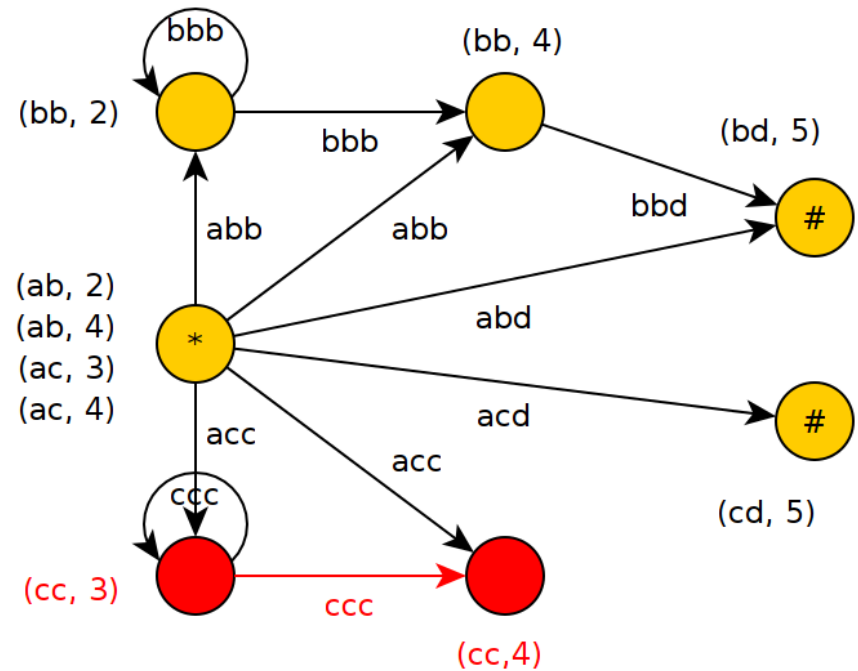 bbb
(bb, 4)
(bb, 2)
(bd, 5)
bbb
#
bbd
abb
abb
(ab, 2)
(ab, 4)
(ac, 3)
(ac, 4)
*
abd
acd
#
acc
acc
ccc
(cd, 5)
(cc, 3)
ccc
(cc,4)